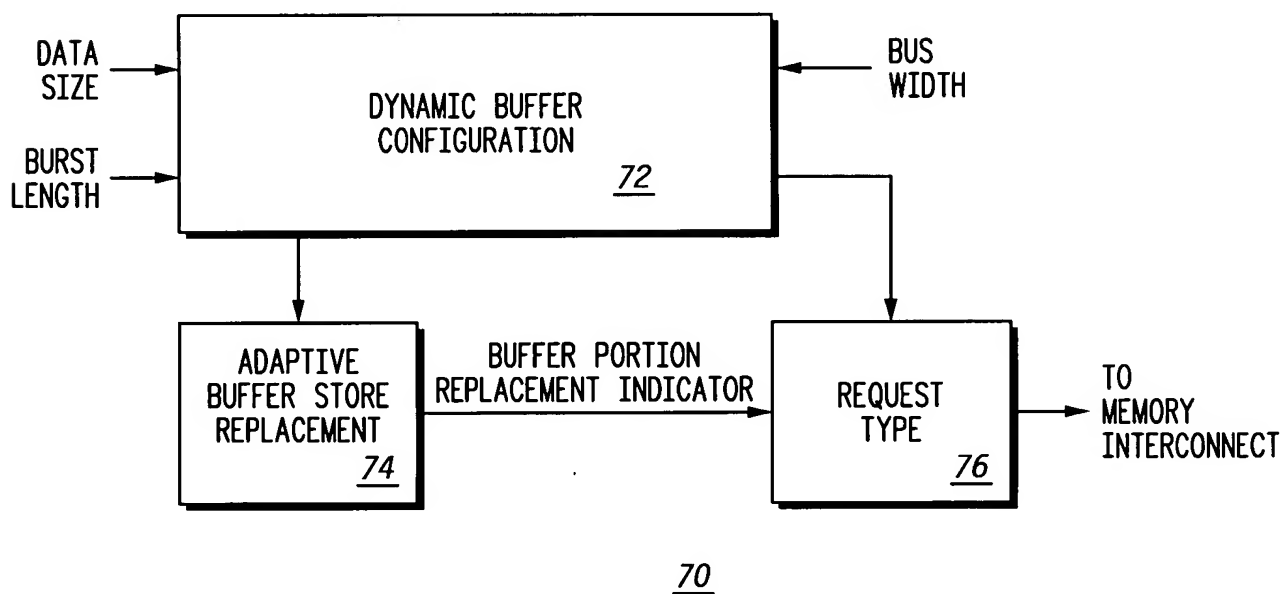 DATA
SIZE
BURST
LENGTH
DYNAMIC BUFFER
CONFIGURATION
72
BUS
WIDTH
ADAPTIVE
BUFFER STORE
REPLACEMENT
74
BUFFER PORTION
REPLACEMENT INDICATOR
REQUEST
TYPE
76
TO
MEMORY
INTERCONNECT
70